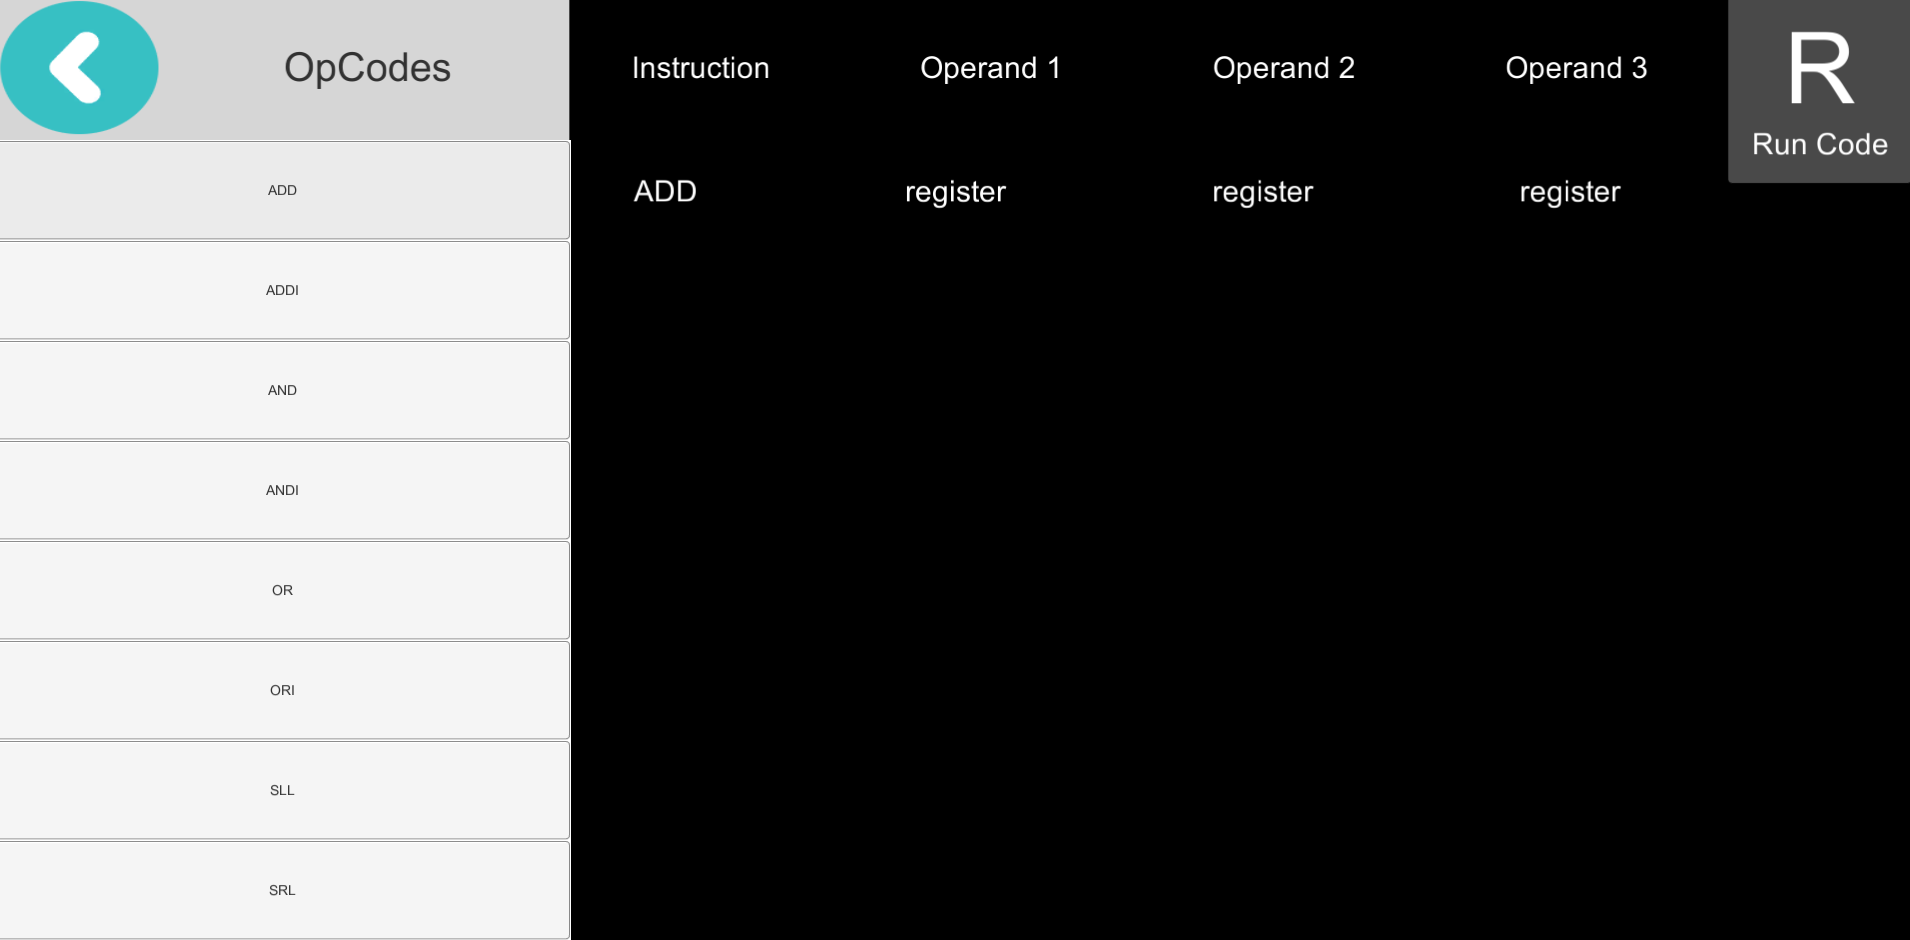 OpCodes
ADD
ADDI
AND
ANDI
OR
ORI
SLL
SRL
Instruction Operand 1 Operand 2 Operand 3
ADD register register register
R
Run Code